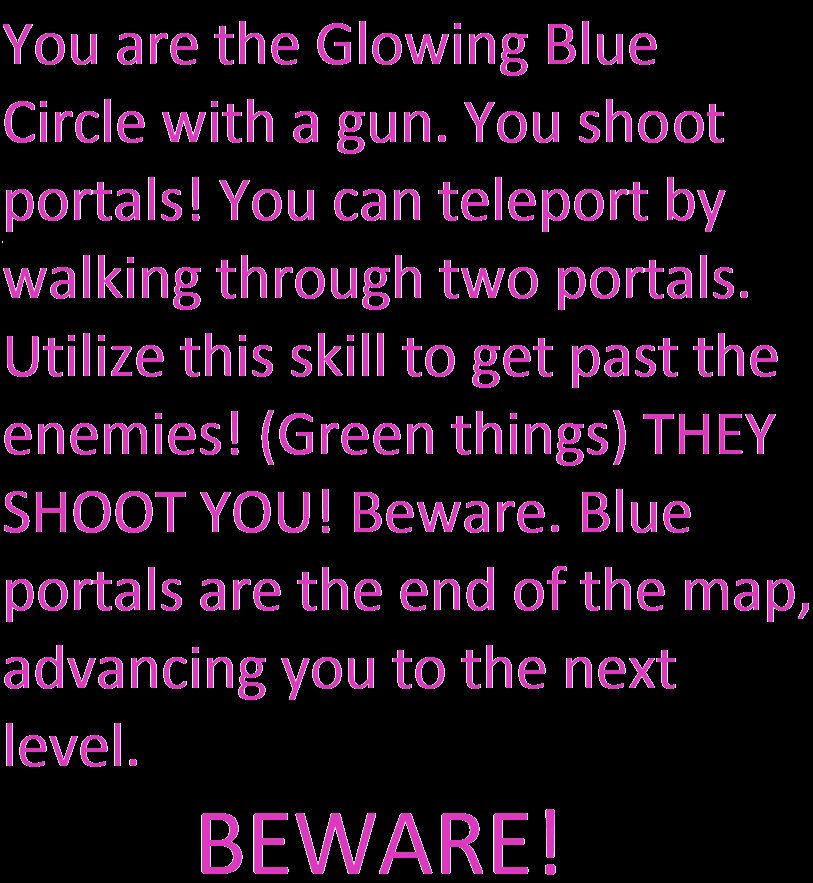 You are the Glowing Blue
Circle with a gun. You shoot
portals! You can teleport by
walking through two portals.
Utilize this skill to get past the
enemies! (Green things) THEY
SHOOT YOU! Beware. Blue
portals are the end of the map,
advancing you to the next
level.
BEWARE!